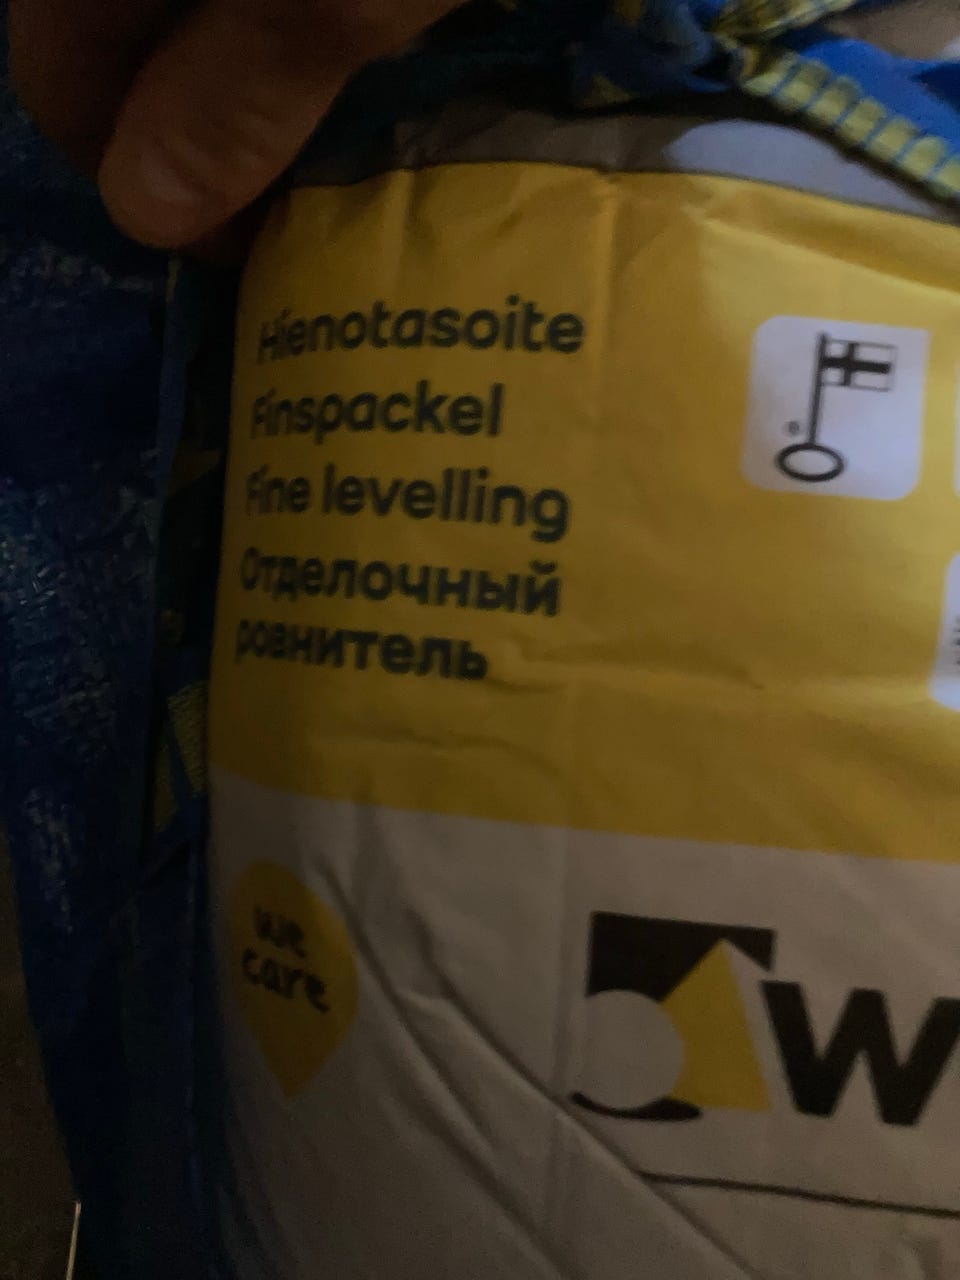 Hienotasoite
Finspackel
Fine levelling
Отделочный
ровнитель
we
care
w